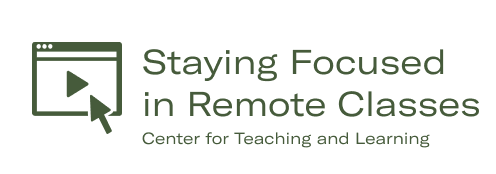 Staying Focused
in Remote Classes
Center for Teaching and Learning